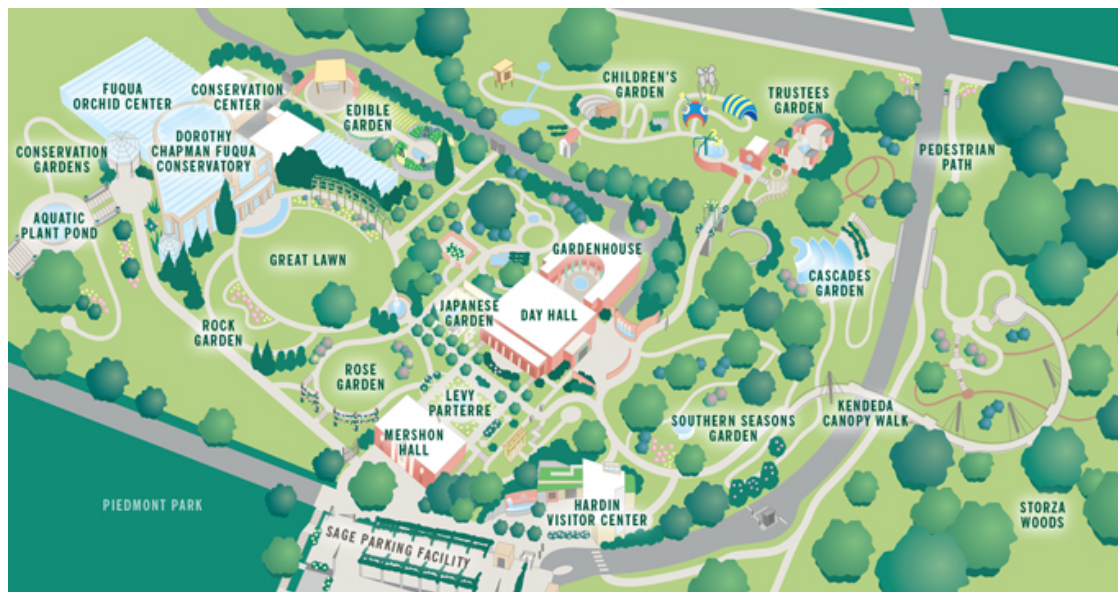 FUQUA
ORCHID CENTER
CONSERVATION
CENTER
EDIBLE
GARDEN
CHILDREN'S
GARDEN
TRUSTEES
GARDEN
PEDESTRIAN
PATH
CONSERVATION
GARDENS
DOROTHY
CHAPMAN FUQUA
CONSERVATORY
AQUATIC
PLANT POND
GREAT LAWN
GARDENHOUSE
CASCADES
GARDEN
JAPANESE
GARDEN
DAY HALL
ROCK
GARDEN
ROSE
GARDEN
LEVY
PARTERRE
MERSHON
HALL
SOUTHERN SEASONS
GARDEN
KENDEDA
CANOPY WALK
PIEDMONT PARK
HARDIN
VISITOR CENTER
STORZA
WOODS
SAGE PARKING FACILITY